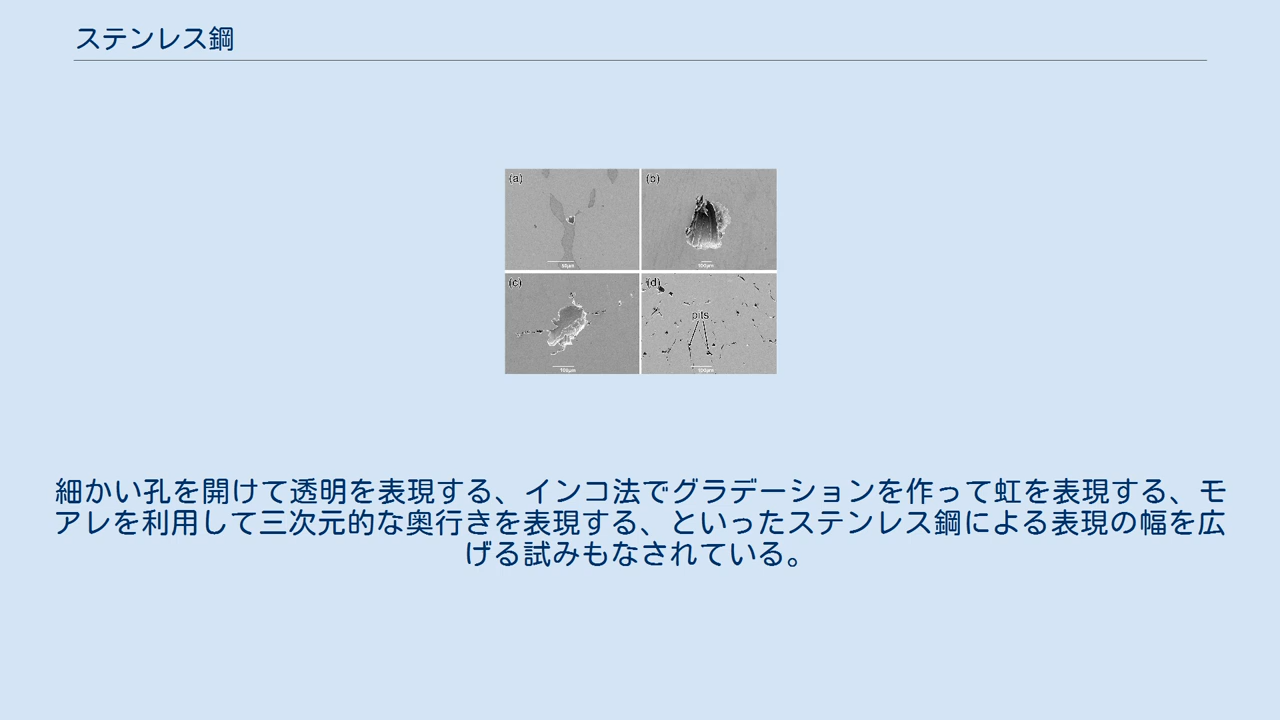 ステンレス鋼
(a)
(b)
(c)
(d)
pits
細かい孔を開けて透明を表現する、インコ法でグラデーションを作って虹を表現する、モ
アレを利用して三次元的な奥行きを表現する、といったステンレス鋼による表現の幅を広
げる試みもなされている。